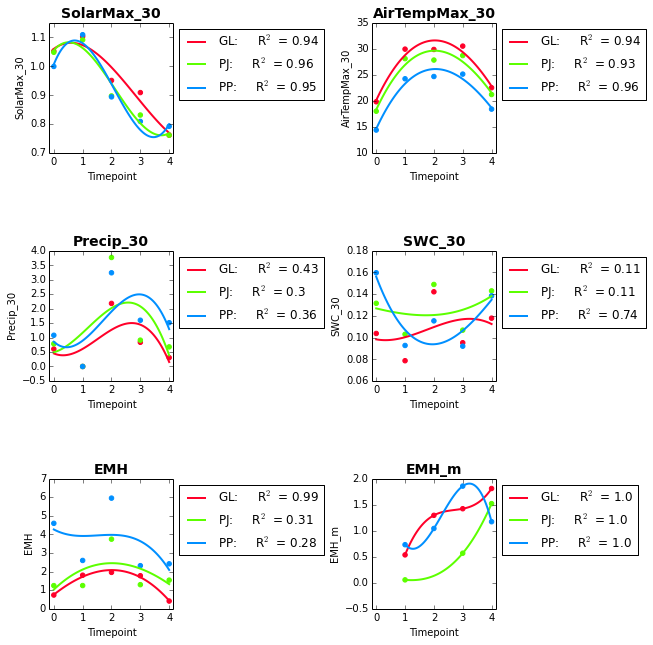 SolarMax_30
SolarMax_30
1.1
1.0
0.9
0.8
0.7
0 1 2 3 4
Timepoint
GL: R² = 0.94
PJ: R² = 0.96
PP: R² = 0.95
AirTempMax_30
AirTempMax_30
35
30
25
20
15
10
0 1 2 3 4
Timepoint
GL: R² = 0.94
PJ: R² = 0.93
PP: R² = 0.96
Precip_30
Precip_30
4.0
3.5
3.0
2.5
2.0
1.5
1.0
0.5
0.0
−0.5
0 1 2 3 4
Timepoint
GL: R² = 0.43
PJ: R² = 0.3
PP: R² = 0.36
SWC_30
SWC_30
0.18
0.16
0.14
0.12
0.10
0.08
0.06
0 1 2 3 4
Timepoint
GL: R² = 0.11
PJ: R² = 0.11
PP: R² = 0.74
EMH
EMH
7
6
5
4
3
2
1
0
0 1 2 3 4
Timepoint
GL: R² = 0.99
PJ: R² = 0.31
PP: R² = 0.28
EMH_m
EMH_m
2.0
1.5
1.0
0.5
0.0
−0.5
0 1 2 3 4
Timepoint
GL: R² = 1.0
PJ: R² = 1.0
PP: R² = 1.0